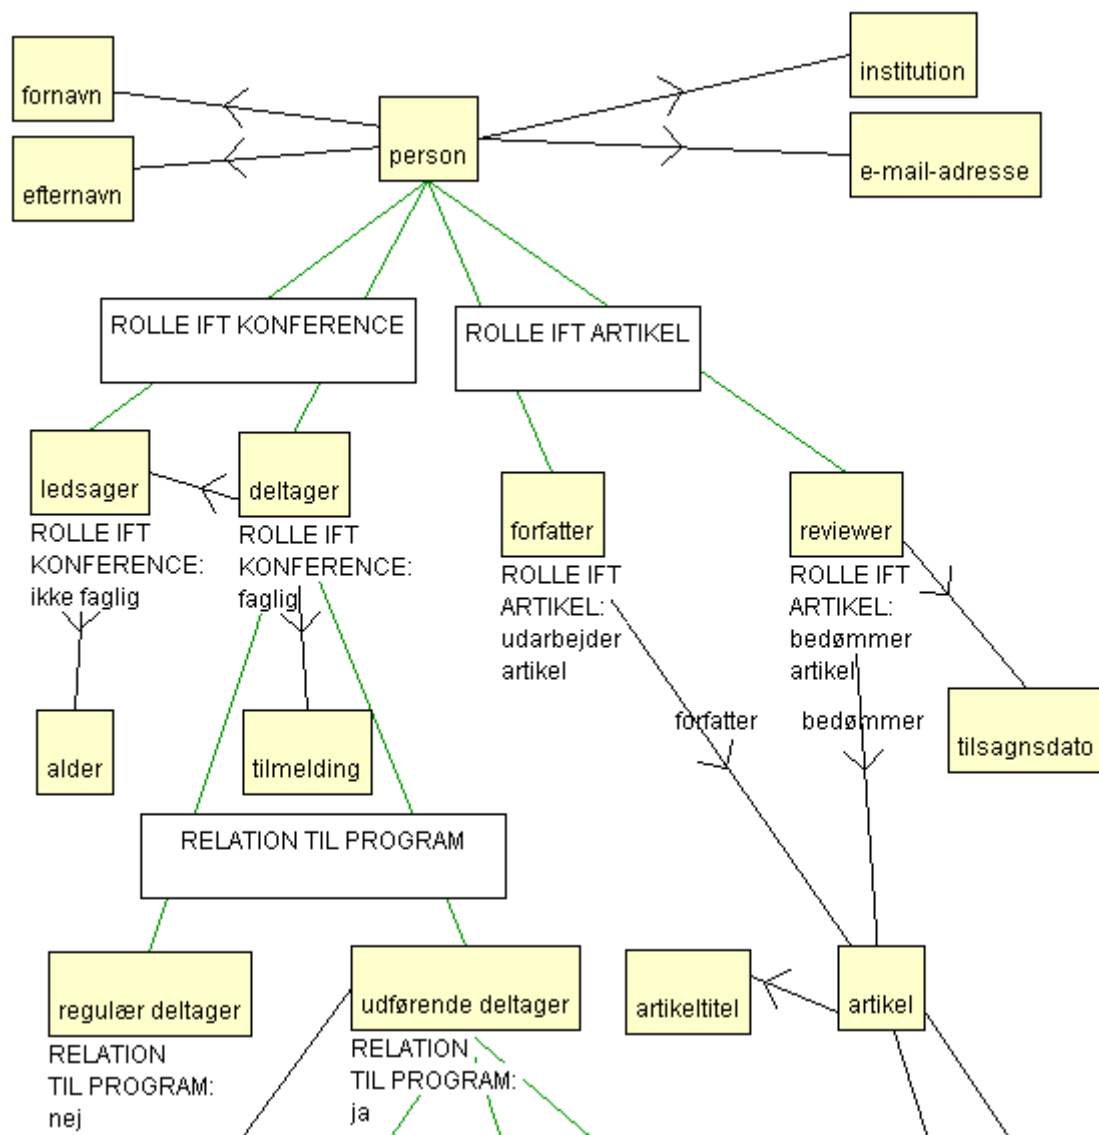 fornavn
efternavn
person
institution
e-mail-adresse
ROLLE IFT KONFERENCE
ROLLE IFT ARTIKEL
ledsager
ROLLE IFT
KONFERENCE:
ikke faglig
deltager
ROLLE IFT
KONFERENCE:
faglig
forfatter
ROLLE IFT
ARTIKEL:
udarbejder
artikel
reviewer
ROLLE IFT
ARTIKEL:
bedømmer
artikel
alder
tilmelding
forfatter
bedømmer
tilsagnsdato
RELATION TIL PROGRAM
regulær deltager
RELATION
TIL PROGRAM:
nej
udførende deltager
RELATION
TIL PROGRAM:
ja
artikeltitel
artikel